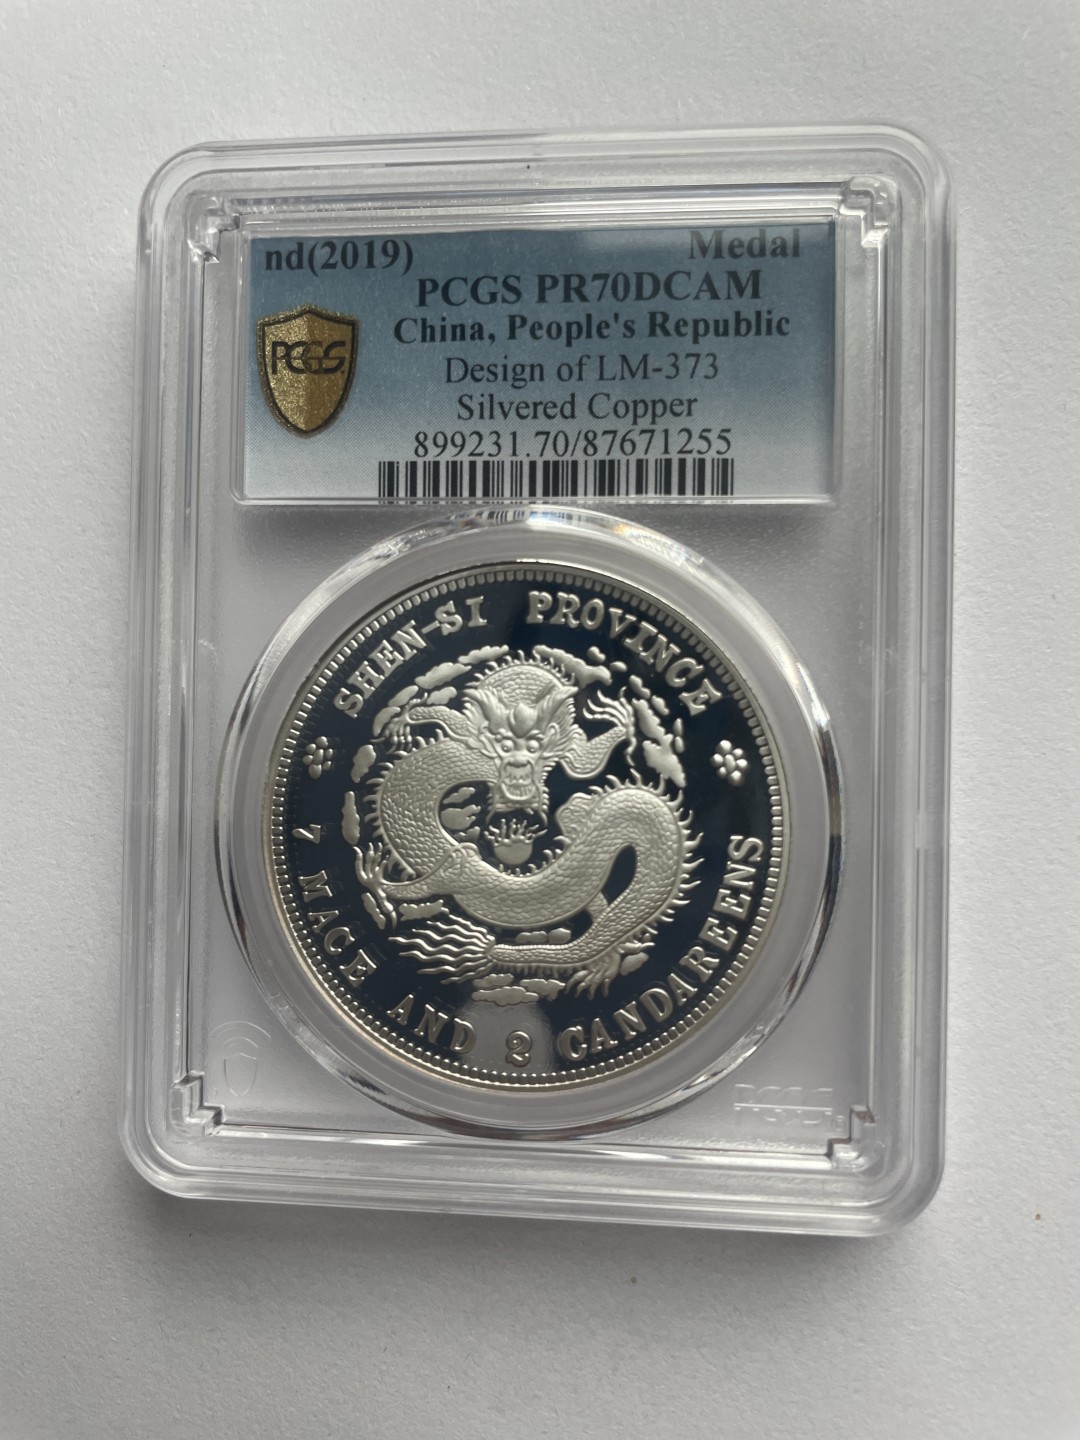 nd(2019) Medal
PCGS PR70DCAM
China, People's Republic
PCGS
Design of LM-373
Silvered Copper
899231.70/87671255
SHEN-SI PROVINCE
7 MACE AND 2 CANDAREENS